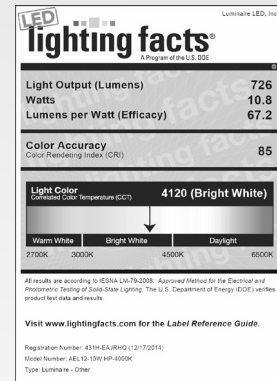 Luminaire LED, Inc
LED
lighting facts®
A Program of the U.S. DOE
Light Output (Lumens) 726
Watts 10.8
Lumens per Watt (Efficacy) 67.2
Color Accuracy 85
Color Rendering Index (CRI)
Light Color 4120 (Bright White)
Correlated Color Temperature (CCT)
Warm White Bright White Daylight
2700K 3000K 4500K 6500K
All results are according to IESNA LM-79-2008: Approved Method for the Electrical and
Photometric Testing of Solid-State Lighting. The U.S. Department of Energy (DOE) verifies
product test data and results.
Visit www.lightingfacts.com for the Label Reference Guide.
Registration Number: 431H-EAJRHQ (12/17/2014)
Model Number: AEL12-10W HP-4000K
Type: Luminaire - Other